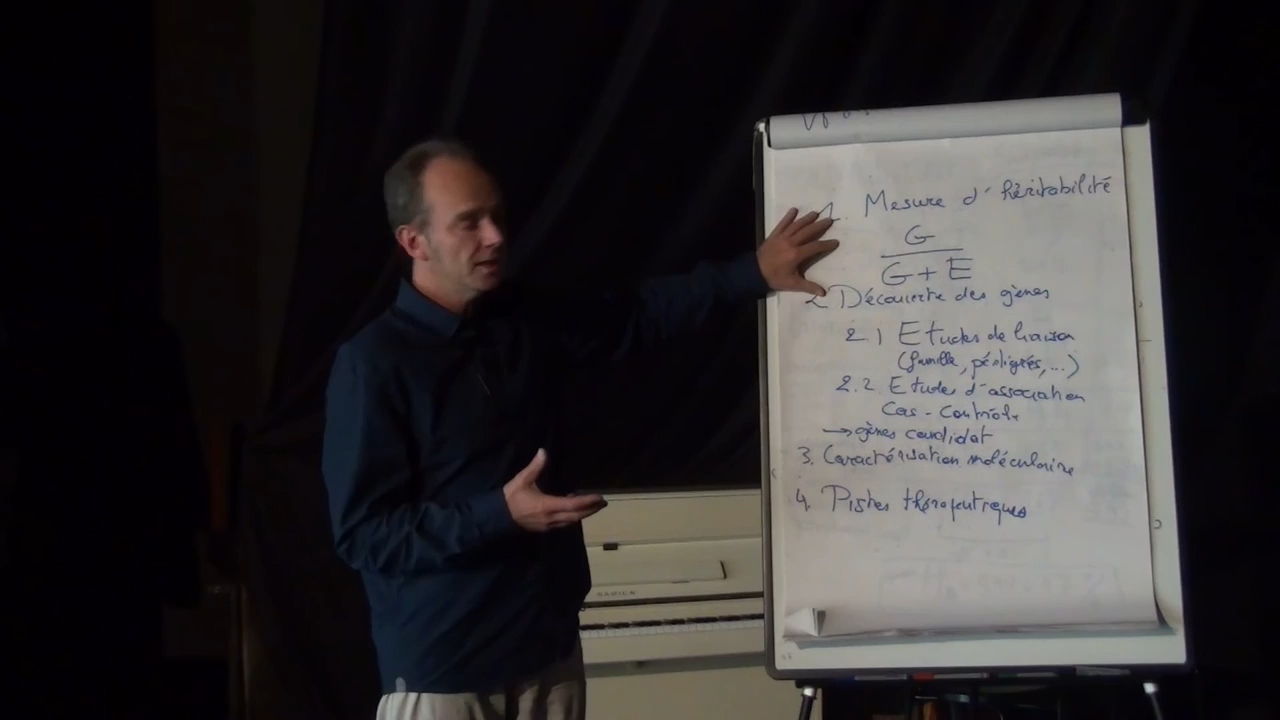 1. Mesure d'héritabilité
G
G + E
2. Découverte des gènes
2.1 Etudes de liaison
(famille, pédigrés, ...)
2.2 Etudes d'association
Cas - Contrôle
→ gènes candidat
3. Caractérisation moléculaire
4. Pistes thérapeutiques